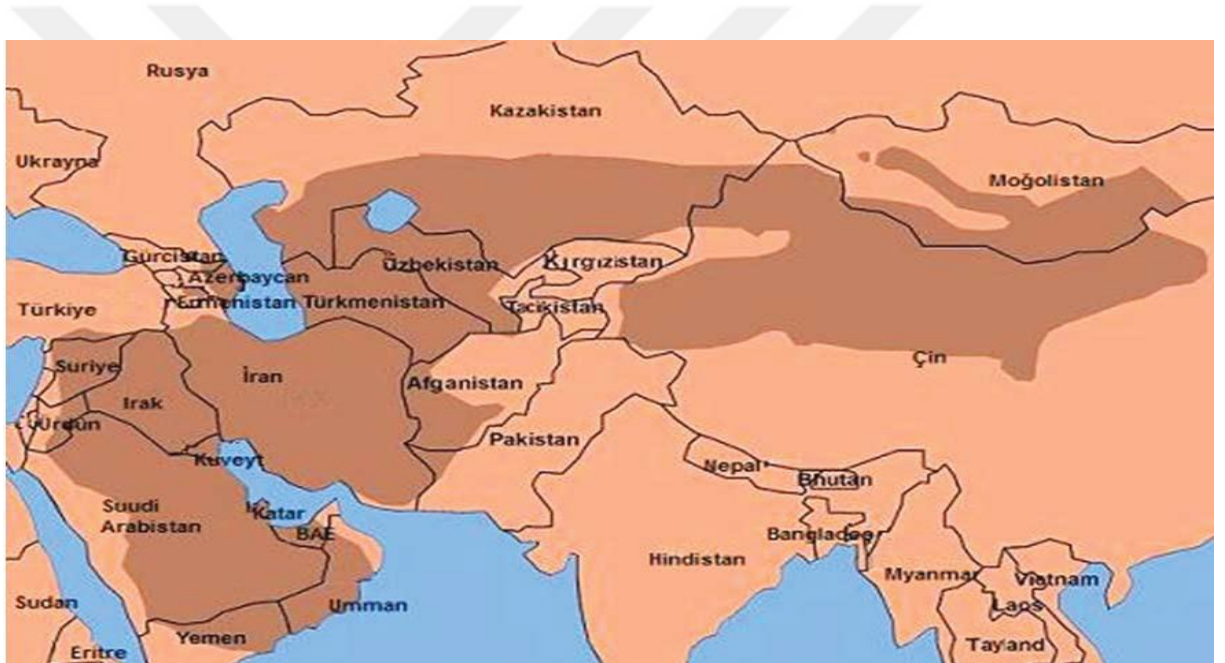 Rusya
Kazakistan
Ukrayna
Moğolistan
Gürcistan
Özbekistan
Kırgızistan
Azerbaycan
Türkiye
Ermenistan
Türkmenistan
Tacikistan
Suriye
İran
Afganistan
Çin
Irak
Ürdün
Pakistan
Kuveyt
Nepal
Bhutan
Suudi
Arabistan
Katar
BAE
Bangladeş
Hindistan
Myanmar
Vietnam
Sudan
Umman
Laos
Yemen
Tayland
Eritre